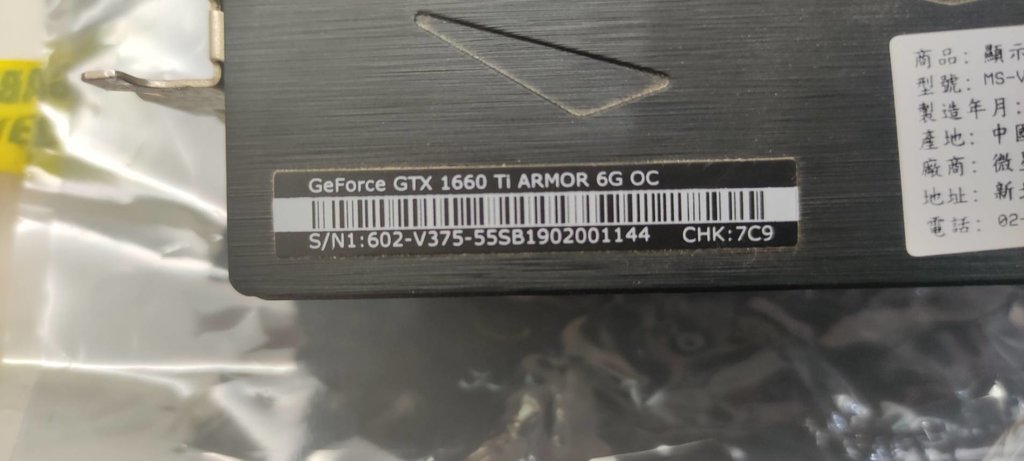 GeForce GTX 1660 Ti ARMOR 6G OC
S/N1:602-V375-55SB1902001144 CHK:7C9
商品: 顯示
型號: MS-V
製造年月:
產地: 中國
廠商: 微星
地址: 新北
電話: 02-